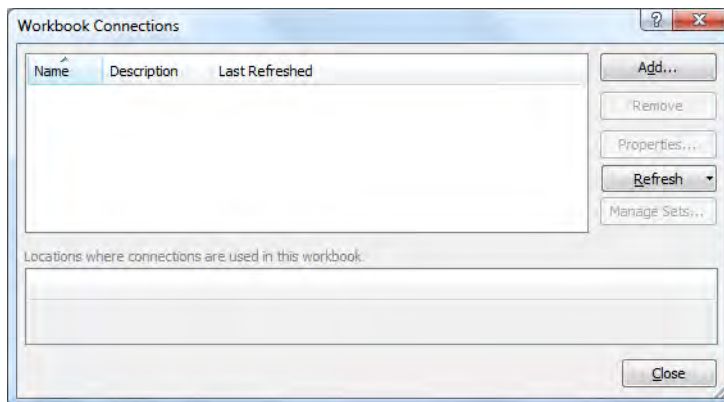 Workbook Connections
Name Description Last Refreshed
Add...
Remove
Properties...
Refresh
Manage Sets...
Locations where connections are used in this workbook
Close